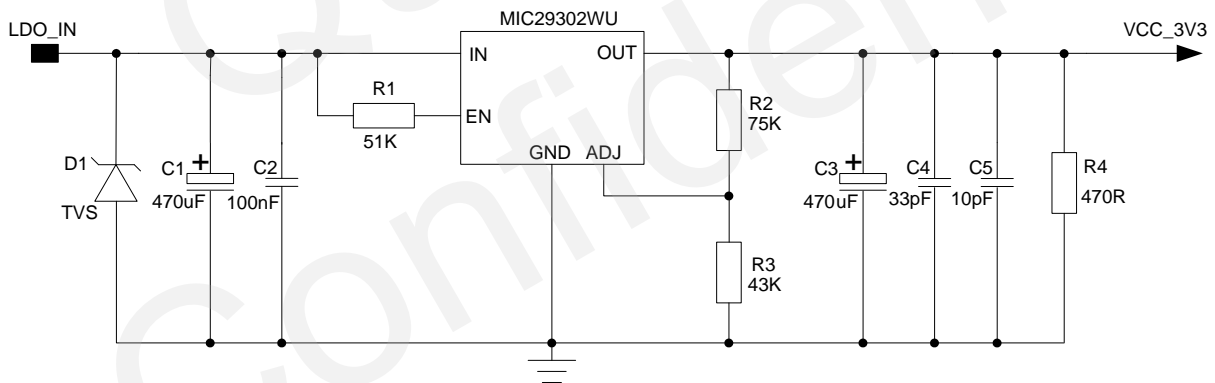 MIC29302WU
LDO_IN
VCC_3V3
IN
OUT
R1
EN
51K
R2
75K
GND
ADJ
D1
TVS
C1
+
470uF
C2
100nF
C3
+
470uF
C4
33pF
C5
10pF
R4
470R
R3
43K
Confiden